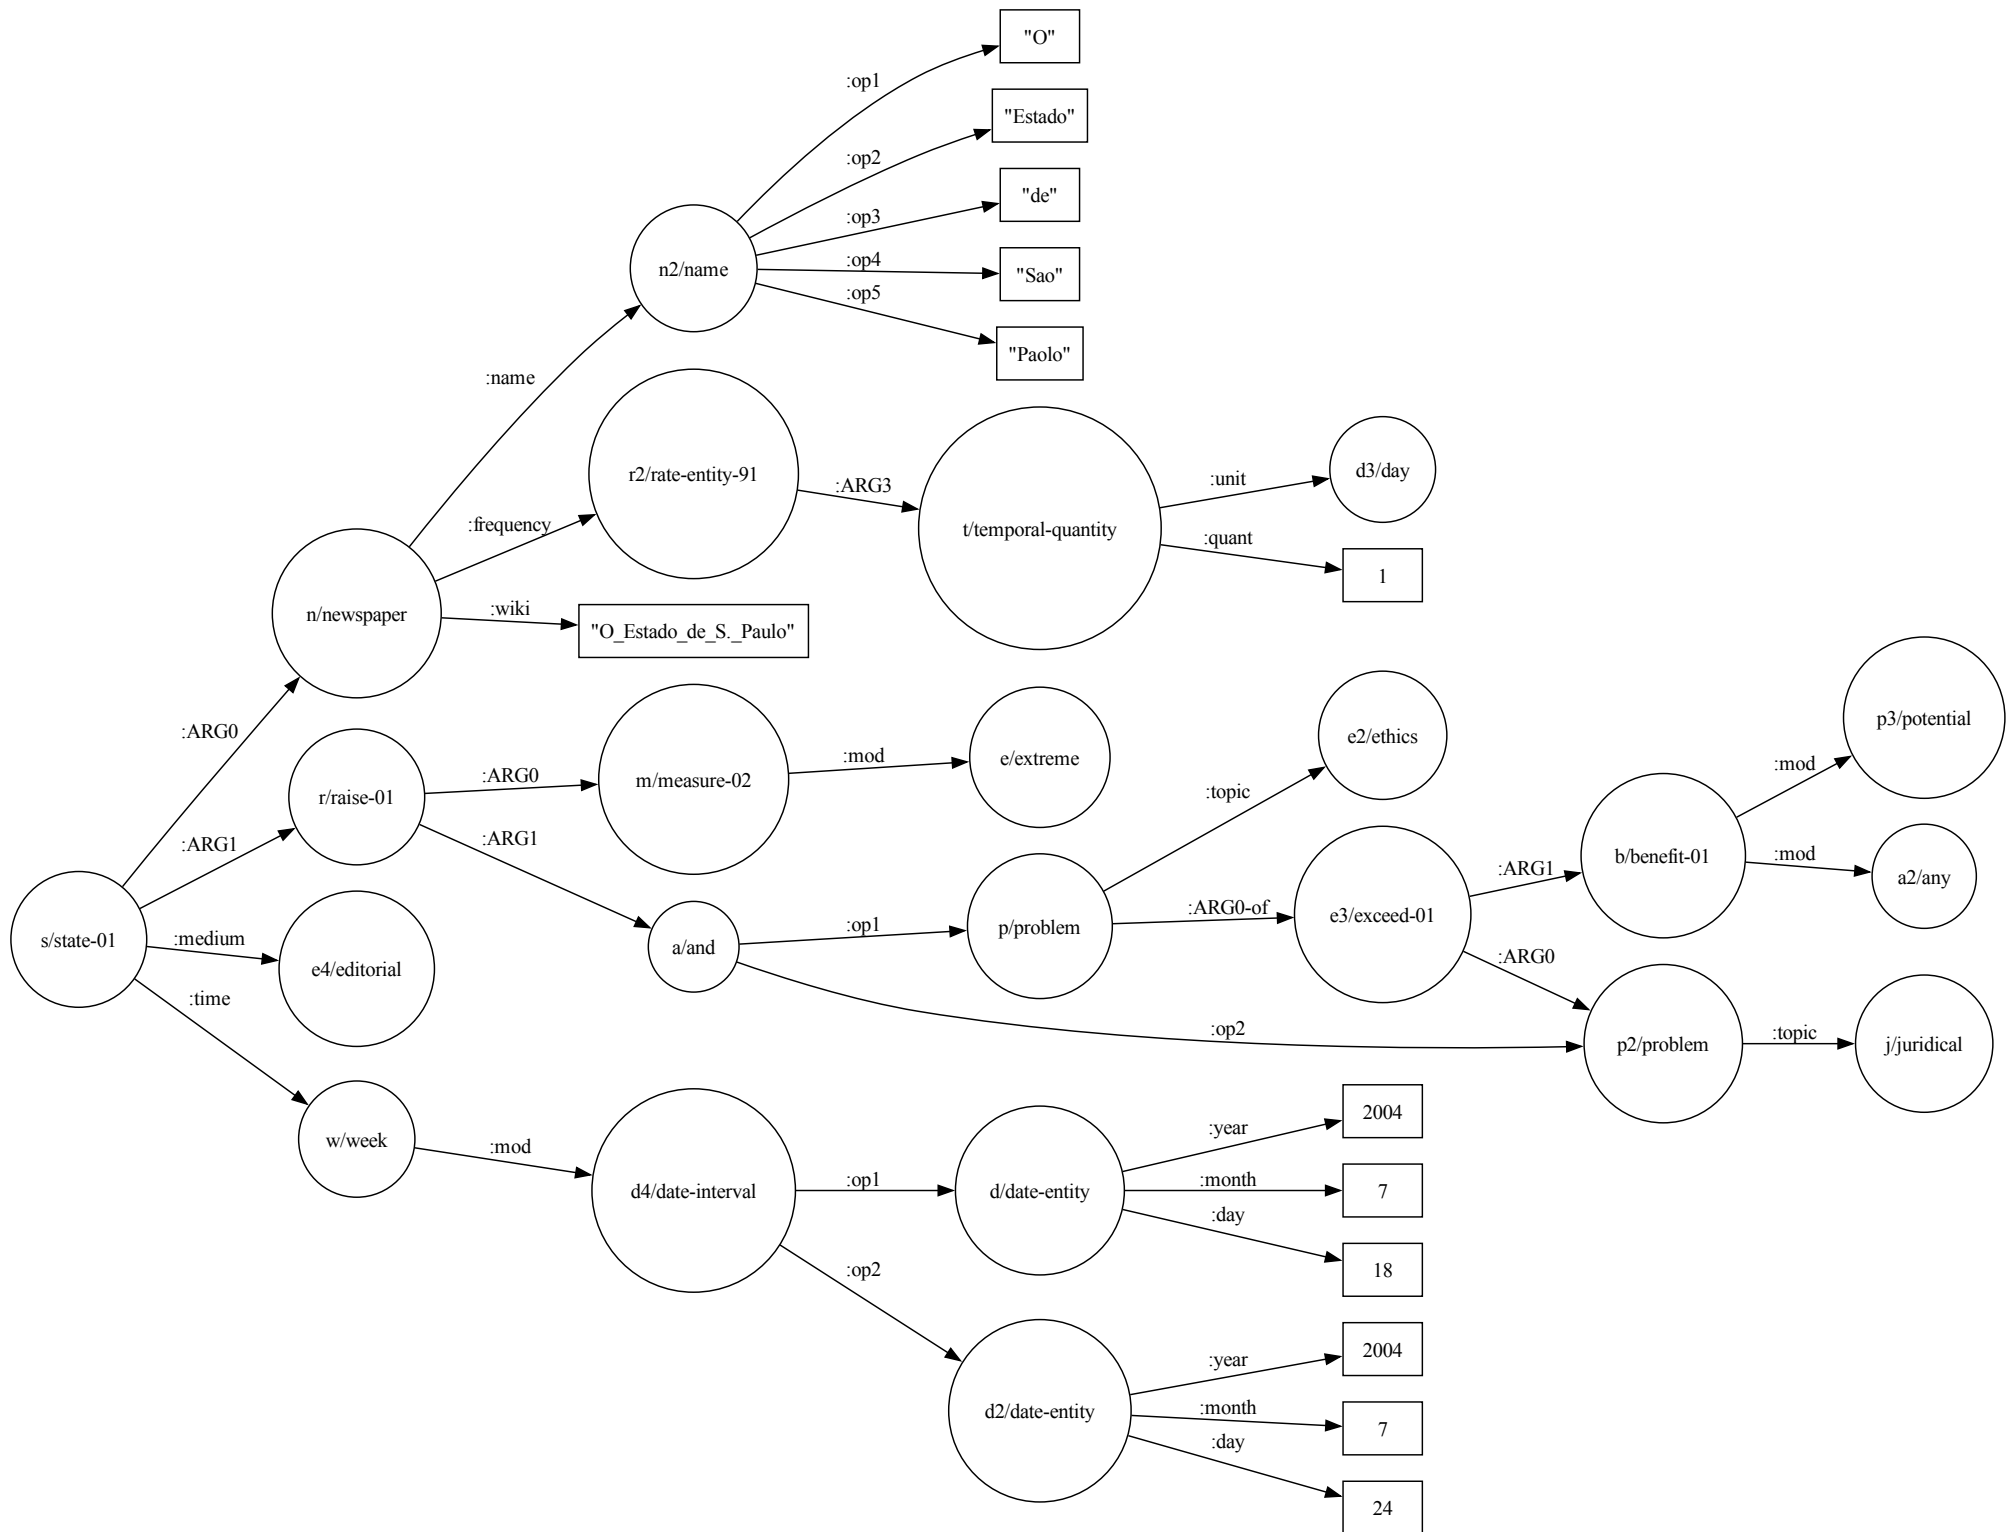 "O"
:op1
"Estado"
:op2
"de"
:op3
n2/name
:op4
"Sao"
:op5
"Paolo"
:name
d3/day
r2/rate-entity-91
:ARG3
:unit
:frequency
t/temporal-quantity
:quant
1
n/newspaper
:wiki
"O_Estado_de_S._Paulo"
:ARG0
p3/potential
e2/ethics
:mod
e/extreme
m/measure-02
:ARG0
r/raise-01
:topic
:mod
:ARG1
:ARG1
b/benefit-01
:ARG1
:mod
a2/any
:ARG0-of
e3/exceed-01
:op1
p/problem
s/state-01
:medium
e4/editorial
a/and
:ARG0
:time
:op2
p2/problem
:topic
j/juridical
2004
:year
w/week
:mod
d4/date-interval
:op1
d/date-entity
:month
7
:day
18
:op2
2004
:year
d2/date-entity
:month
7
:day
24